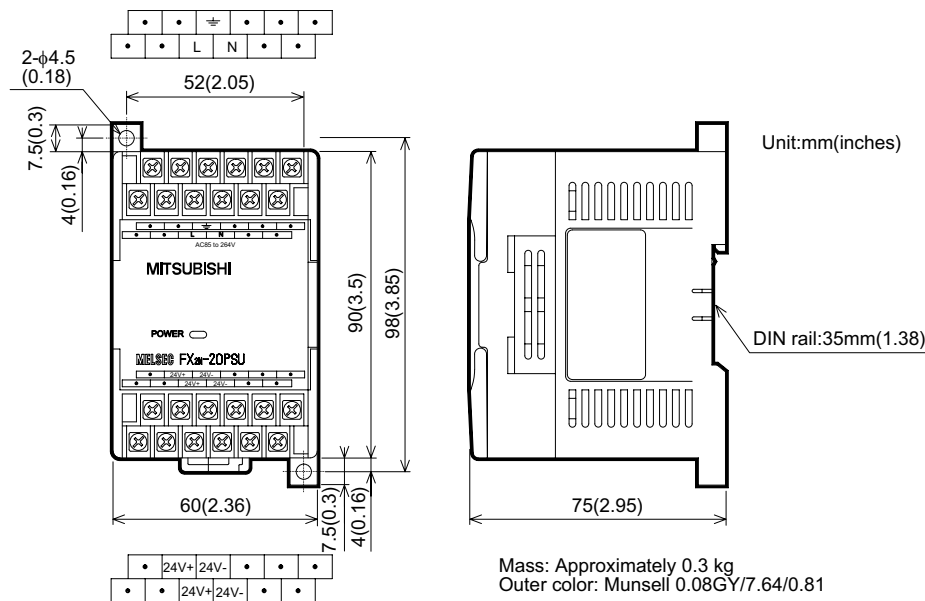 • • ⏚ • • •
• • L N • • •
2-ϕ4.5
(0.18)
52(2.05)
7.5(0.3)
4(0.16)
Unit:mm(inches)
• • ⏚ • • •
• • L N • • •
AC85 to 264V
MITSUBISHI
POWER
MELSEC FX2N-20PSU
• 24V+ 24V- • • •
• • 24V+ 24V- • • •
90(3.5)
98(3.85)
DIN rail:35mm(1.38)
60(2.36)
7.5(0.3)
4(0.16)
75(2.95)
• 24V+ 24V- • • •
• • 24V+ 24V- • • •
Mass: Approximately 0.3 kg
Outer color: Munsell 0.08GY/7.64/0.81